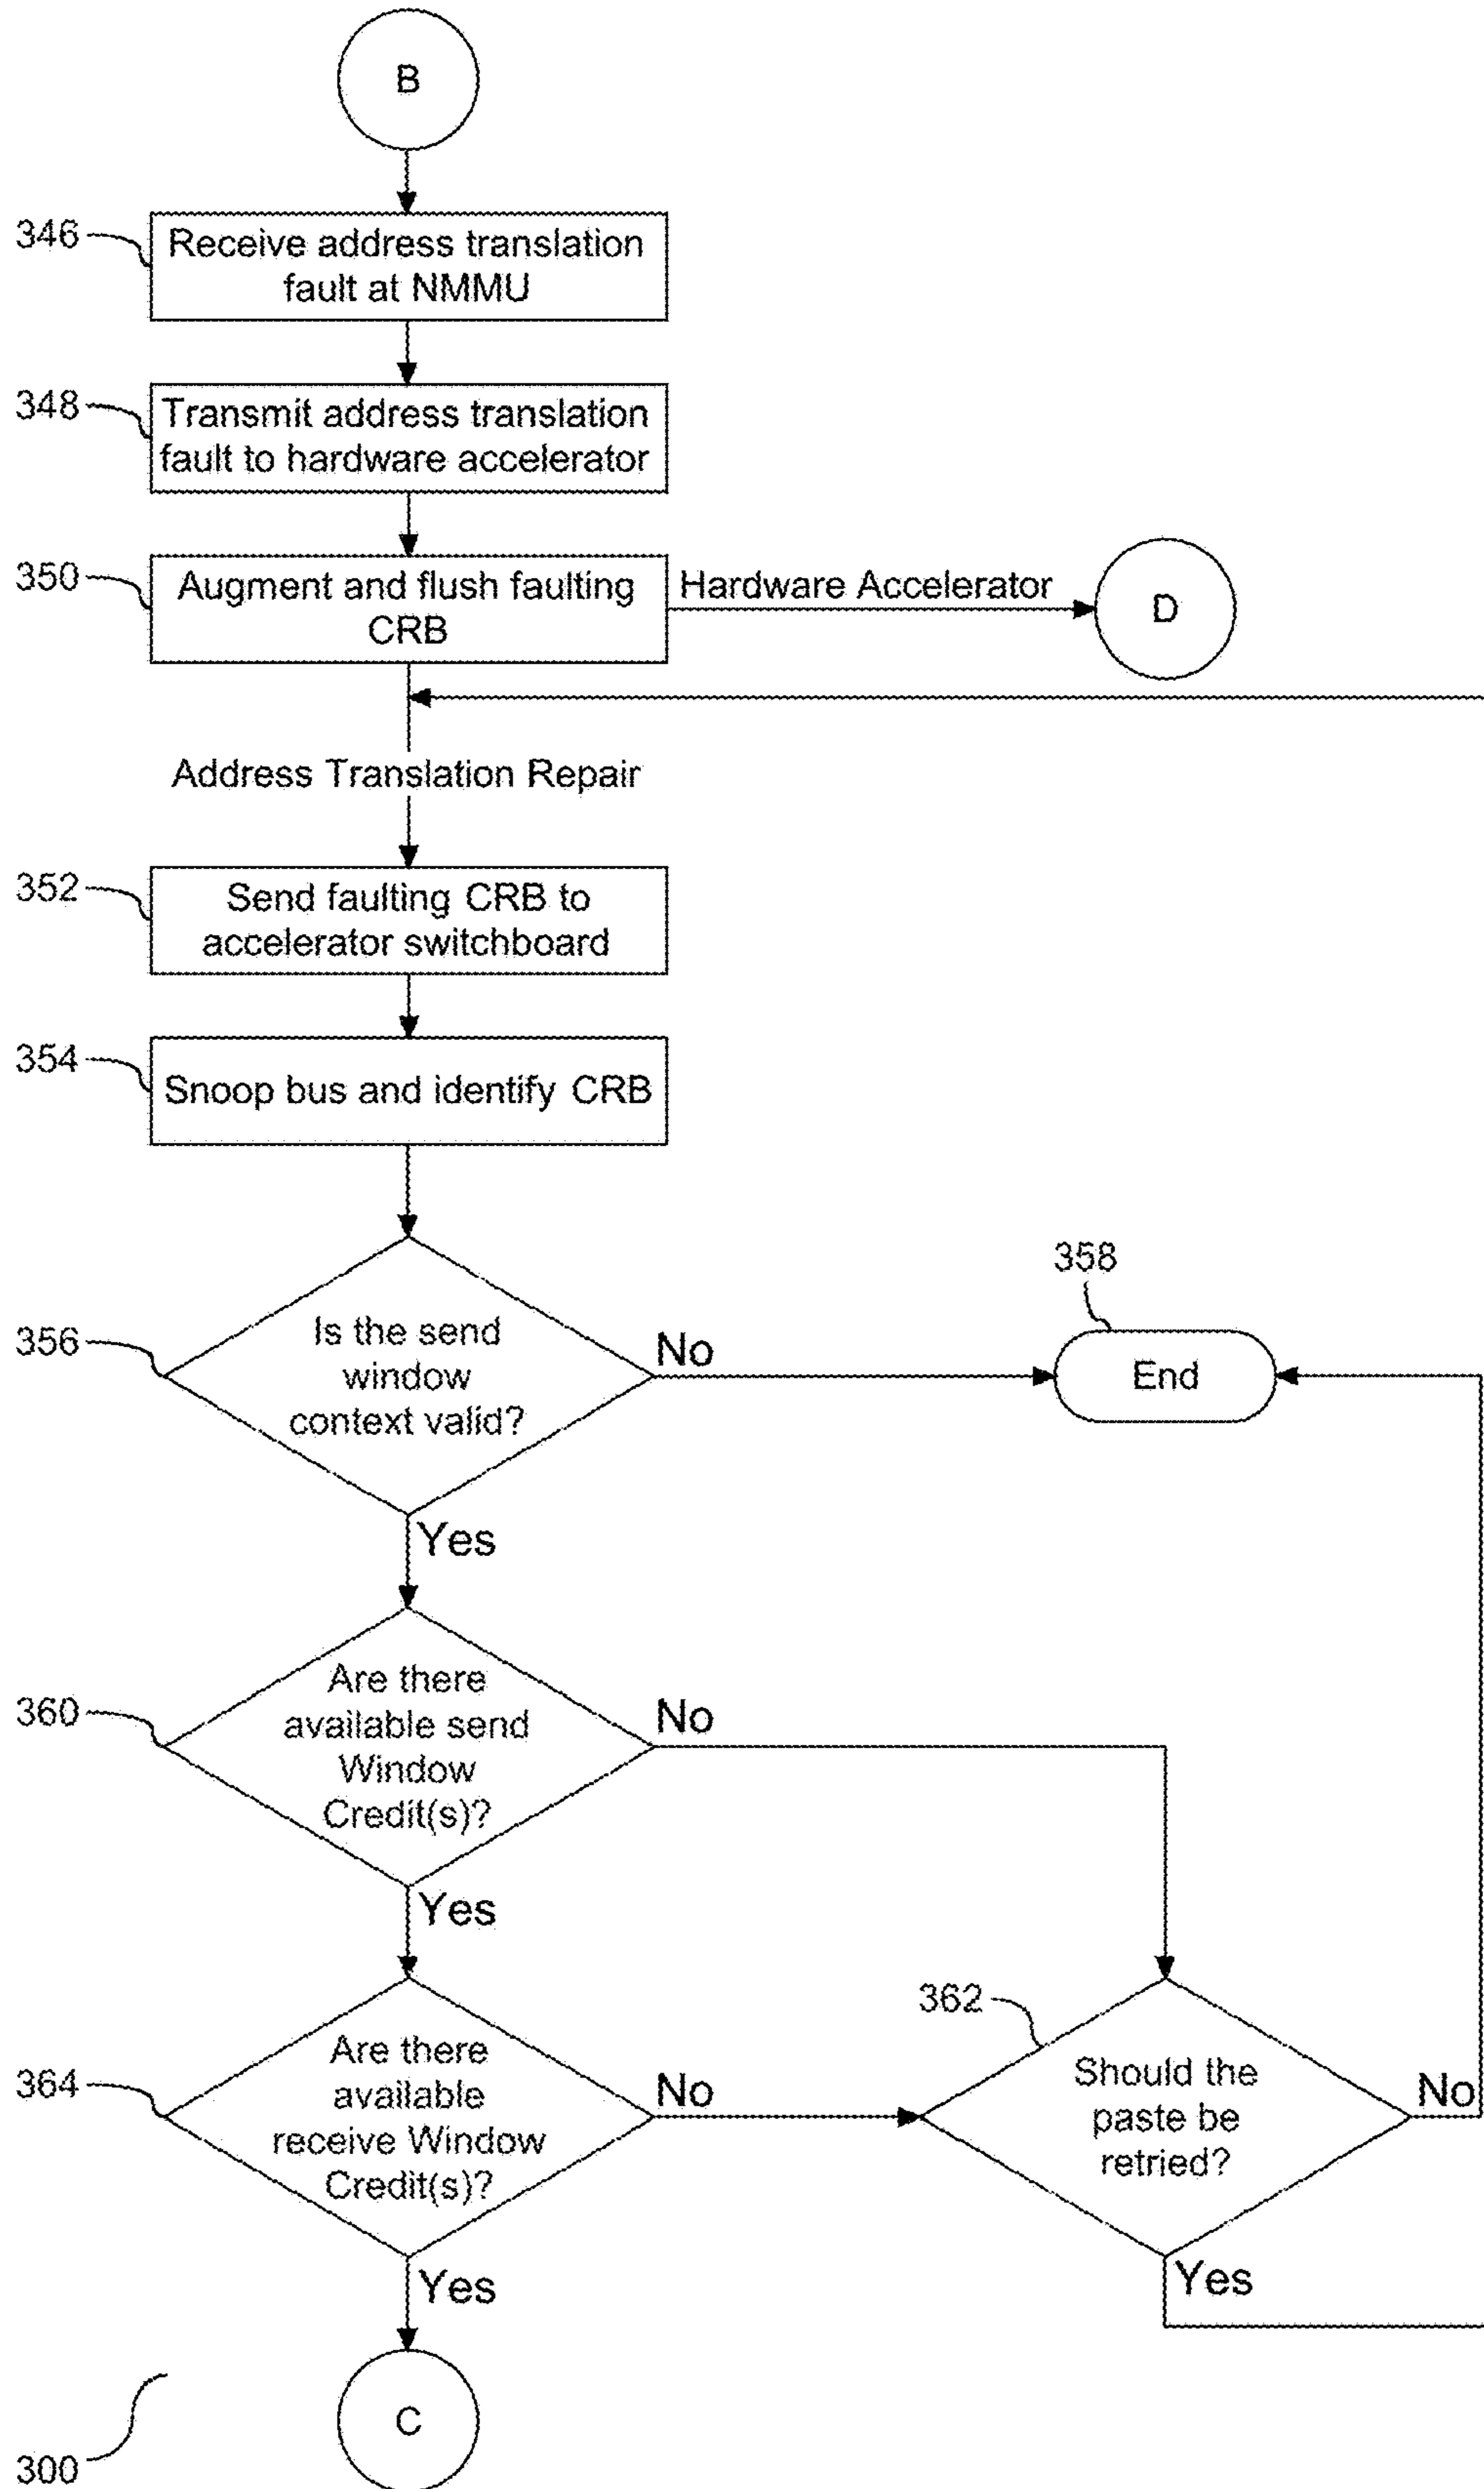 B
346
Receive address translation
fault at NMMU
348
Transmit address translation
fault to hardware accelerator
350
Augment and flush faulting
CRB
Hardware Accelerator
D
Address Translation Repair
352
Send faulting CRB to
accelerator switchboard
354
Snoop bus and identify CRB
356
Is the send
window
context valid?
No
358
End
Yes
360
Are there
available send
Window
Credit(s)?
No
Yes
364
Are there
available
receive Window
Credit(s)?
No
362
Should the
paste be
retried?
No
Yes
Yes
C
300